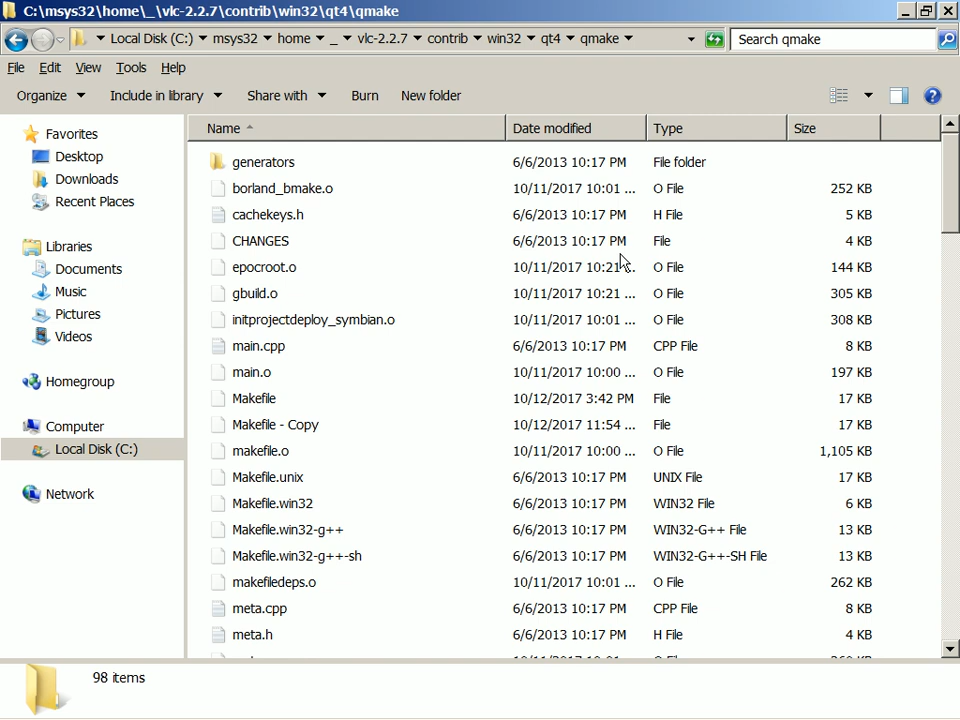 C:\msys32\home\_\vlc-2.2.7\contrib\win32\qt4\qmake
Local Disk (C:) msys32 home _ vlc-2.2.7 contrib win32 qt4 qmake Search qmake
File Edit View Tools Help
Organize Include in library Share with Burn New folder
Favorites
Desktop
Downloads
Recent Places
Libraries
Documents
Music
Pictures
Videos
Homegroup
Computer
Local Disk (C:)
Network
Name Date modified Type Size
generators 6/6/2013 10:17 PM File folder
borland_bmake.o 10/11/2017 10:01 ... O File 252 KB
cachekeys.h 6/6/2013 10:17 PM H File 5 KB
CHANGES 6/6/2013 10:17 PM File 4 KB
epocroot.o 10/11/2017 10:21 ... O File 144 KB
gbuild.o 10/11/2017 10:21 ... O File 305 KB
initprojectdeploy_symbian.o 10/11/2017 10:01 ... O File 308 KB
main.cpp 6/6/2013 10:17 PM CPP File 8 KB
main.o 10/11/2017 10:00 ... O File 197 KB
Makefile 10/12/2017 3:42 PM File 17 KB
Makefile - Copy 10/12/2017 11:54 ... File 17 KB
makefile.o 10/11/2017 10:00 ... O File 1,105 KB
Makefile.unix 6/6/2013 10:17 PM UNIX File 17 KB
Makefile.win32 6/6/2013 10:17 PM WIN32 File 6 KB
Makefile.win32-g++ 6/6/2013 10:17 PM WIN32-G++ File 13 KB
Makefile.win32-g++-sh 6/6/2013 10:17 PM WIN32-G++-SH File 13 KB
makefiledeps.o 10/11/2017 10:01 ... O File 262 KB
meta.cpp 6/6/2013 10:17 PM CPP File 8 KB
meta.h 6/6/2013 10:17 PM H File 4 KB
98 items